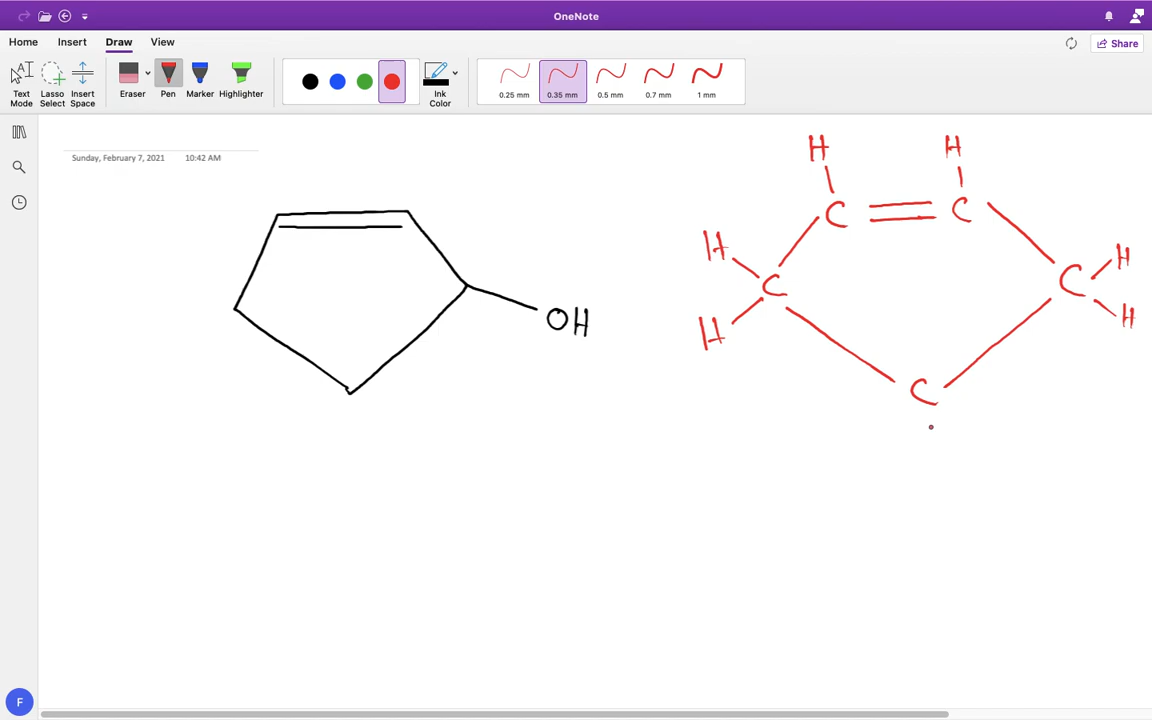 OneNote
Home Insert Draw View
Share
Text Mode
Lasso Select
Insert Space
Eraser
Pen
Marker
Highlighter
Ink Color
0.25 mm
0.35 mm
0.5 mm
0.7 mm
1 mm
Sunday, February 7, 2021 10:42 AM
OH
H H
C C
H C C H
H H
C
F